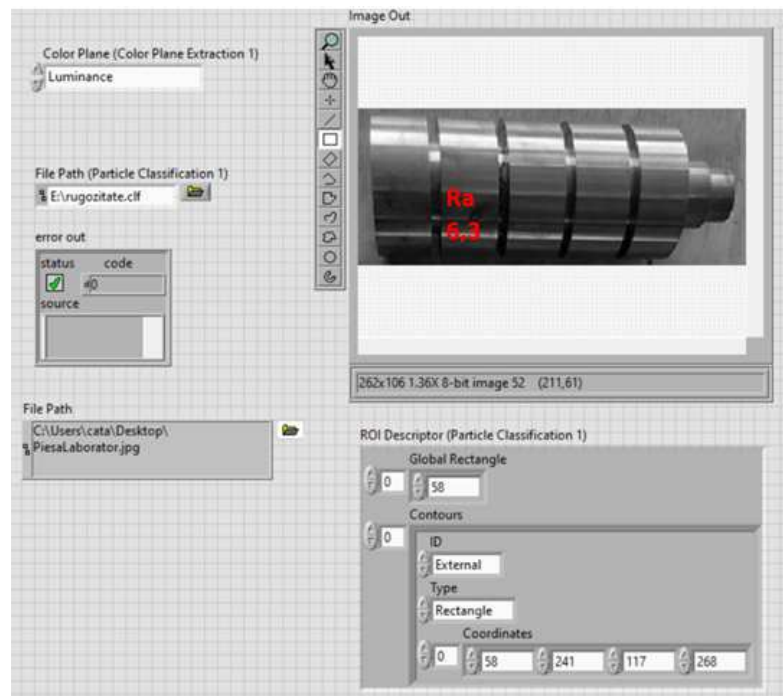 Image Out
Color Plane (Color Plane Extraction 1)
Luminance
File Path (Particle Classification 1)
E:\rugozitate.clf
error out
status code
0
source
Ra
6,3
262x106 1.36X 8-bit image 52 (211,61)
File Path
C:\Users\cata\Desktop\
PiesaLaborator.jpg
ROI Descriptor (Particle Classification 1)
Global Rectangle
0 58
Contours
0
ID
External
Type
Rectangle
Coordinates
0 58 241 117 268